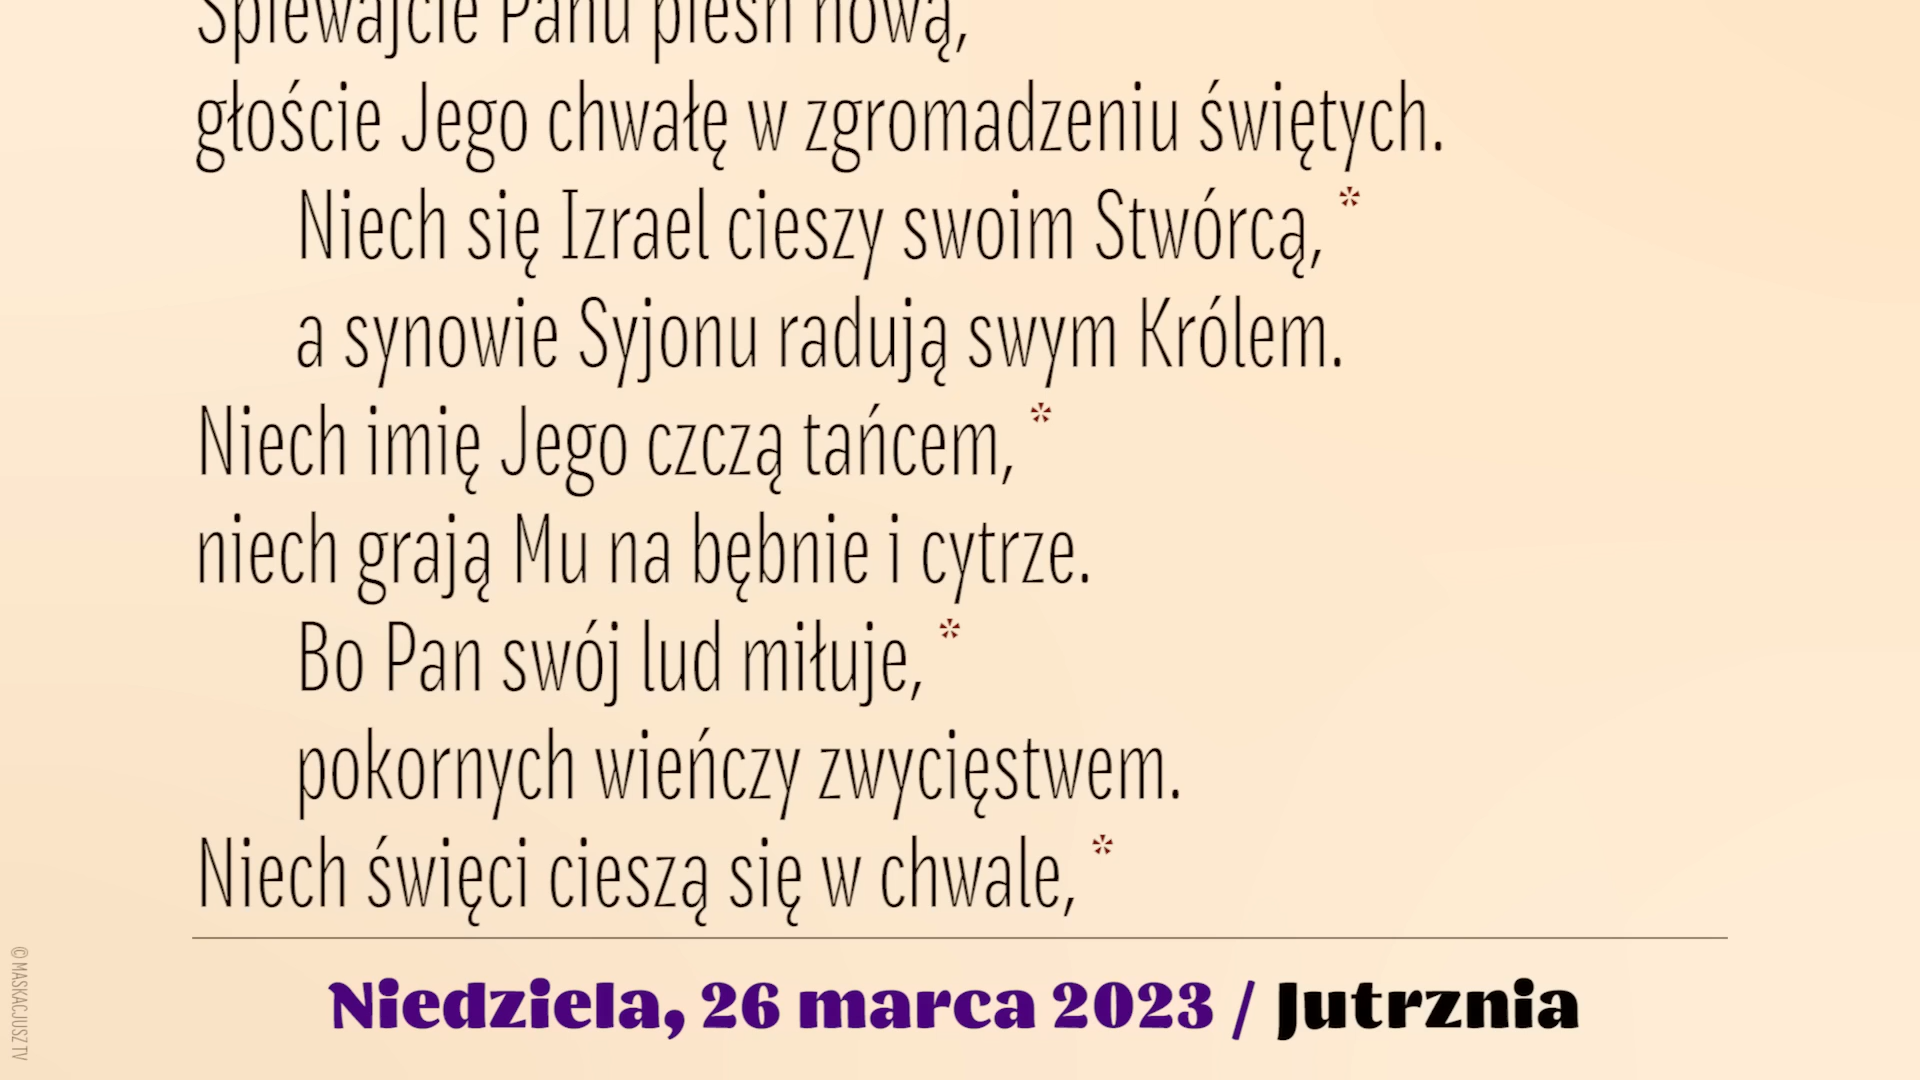 Śpiewajcie Panu pieśń nową,
głoście Jego chwałę w zgromadzeniu świętych.
Niech się Izrael cieszy swoim Stwórcą, *
a synowie Syjonu radują swym Królem.
Niech imię Jego czczą tańcem, *
niech grają Mu na bębnie i cytrze.
Bo Pan swój lud miłuje, *
pokornych wieńczy zwycięstwem.
Niech święci cieszą się w chwale, *
Niedziela, 26 marca 2023 / Jutrznia
© MASKACJUSZ TV